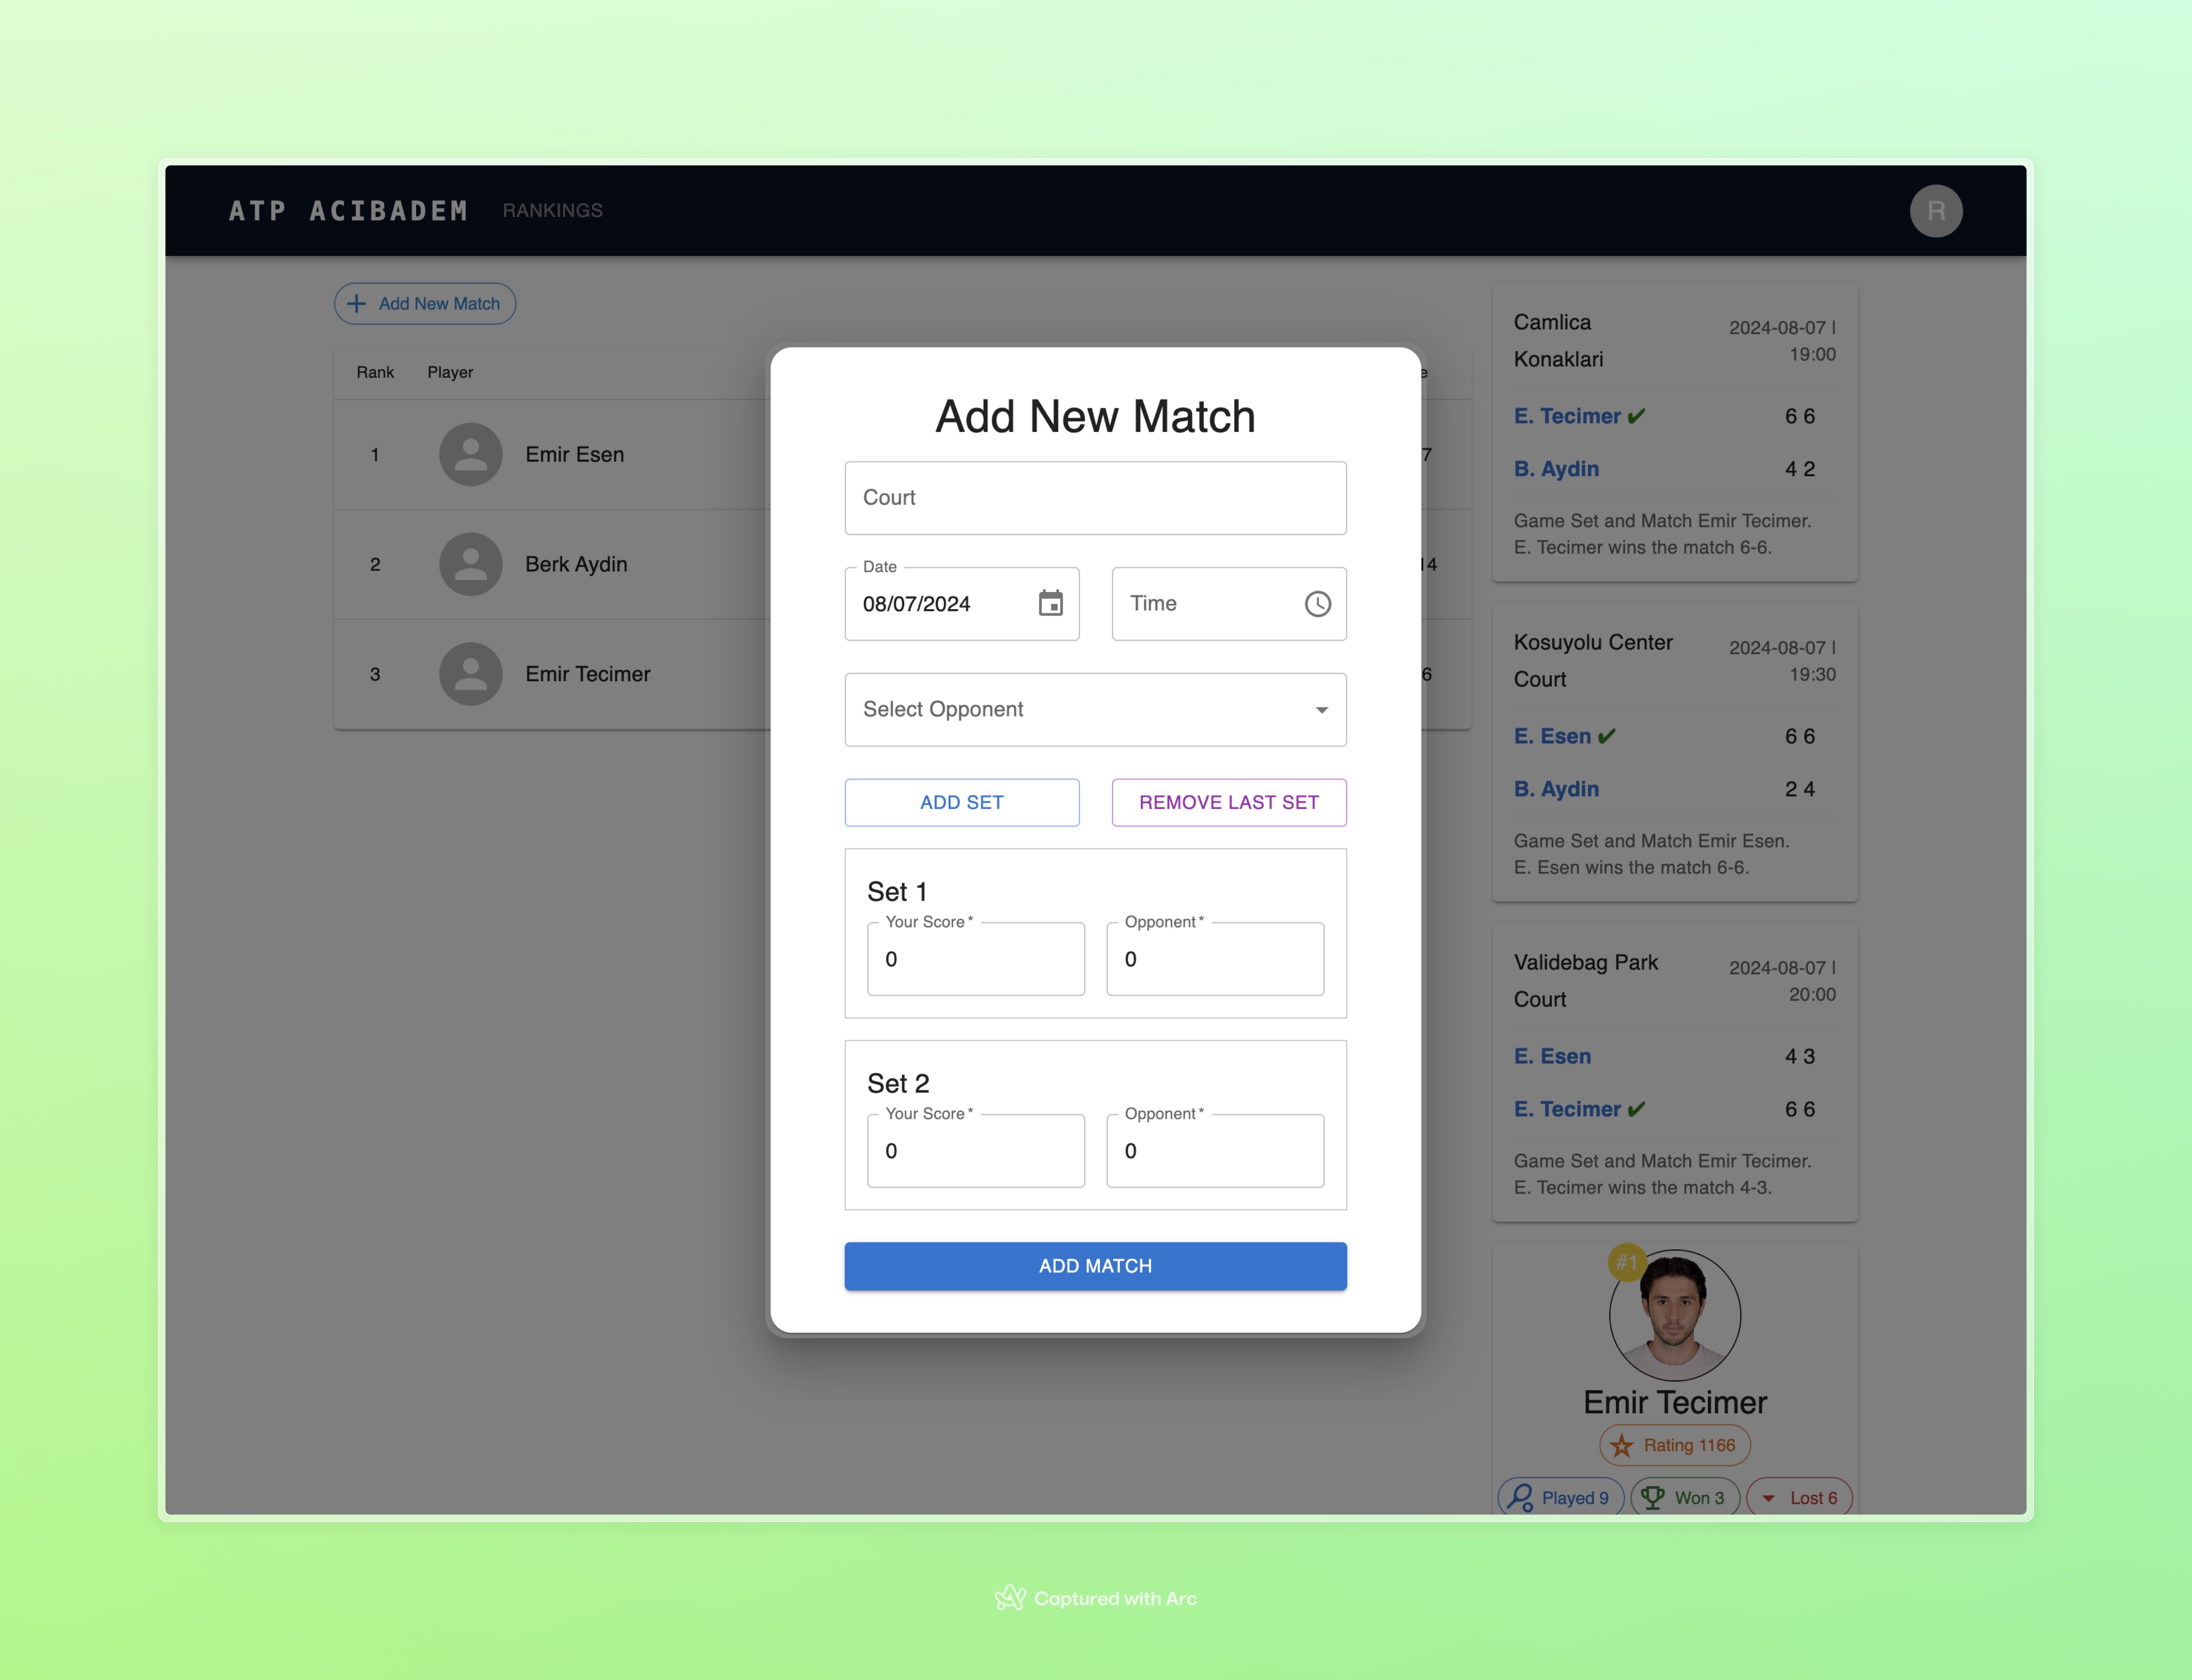 ATP ACIBADEM RANKINGS R
Add New Match
Rank Player
1 Emir Esen
2 Berk Aydin
3 Emir Tecimer
Add New Match
Court
Date
08/07/2024
Time
Select Opponent
ADD SET REMOVE LAST SET
Set 1
Your Score * Opponent *
0 0
Set 2
Your Score * Opponent *
0 0
ADD MATCH
Camlica
Konaklari
2024-08-07 |
19:00
E. Tecimer ✔ 6 6
B. Aydin 4 2
Game Set and Match Emir Tecimer.
E. Tecimer wins the match 6-6.
Kosuyolu Center
Court
2024-08-07 |
19:30
E. Esen ✔ 6 6
B. Aydin 2 4
Game Set and Match Emir Esen.
E. Esen wins the match 6-6.
Validebag Park
Court
2024-08-07 |
20:00
E. Esen 4 3
E. Tecimer ✔ 6 6
Game Set and Match Emir Tecimer.
E. Tecimer wins the match 4-3.
#1
Emir Tecimer
Rating 1166
Played 9 Won 3 Lost 6
Captured with Arc